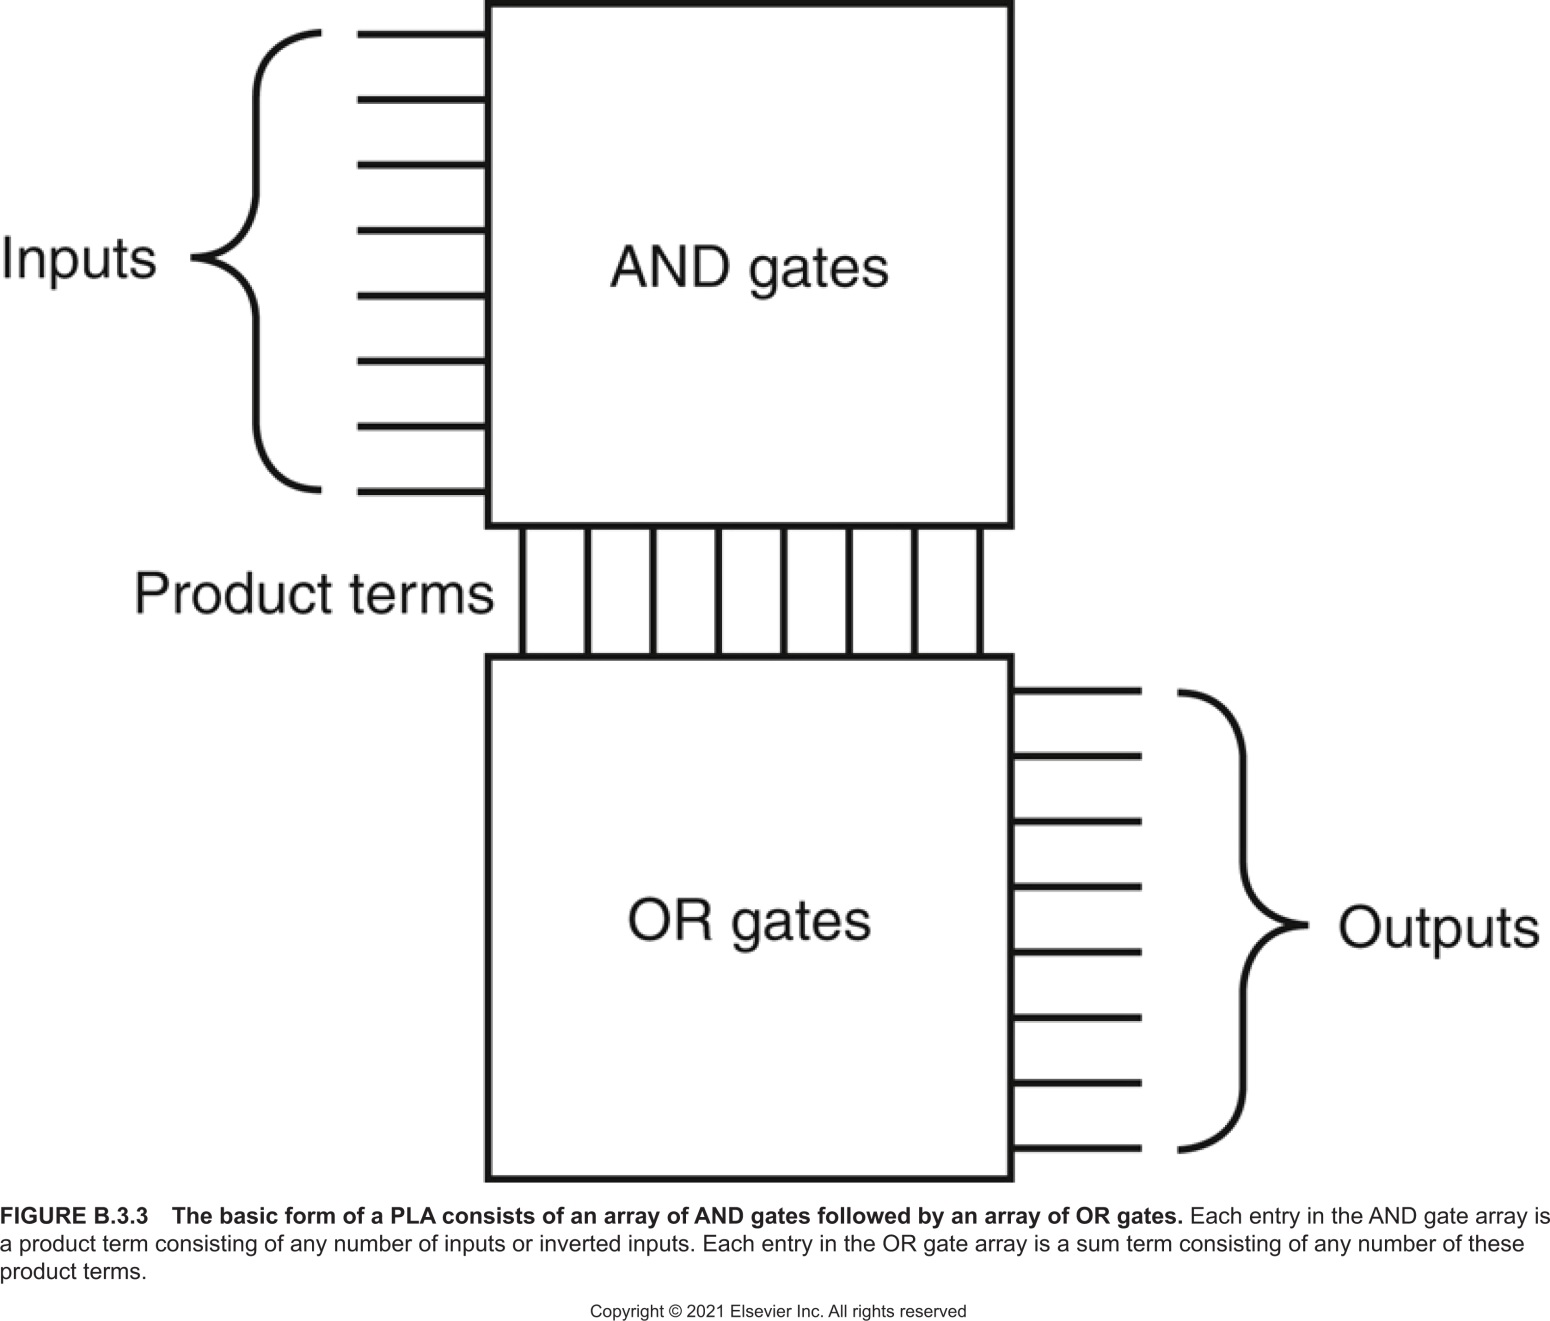 Inputs
AND gates
Product terms
OR gates
Outputs
FIGURE B.3.3 The basic form of a PLA consists of an array of AND gates followed by an array of OR gates. Each entry in the AND gate array is
a product term consisting of any number of inputs or inverted inputs. Each entry in the OR gate array is a sum term consisting of any number of these
product terms.
Copyright © 2021 Elsevier Inc. All rights reserved